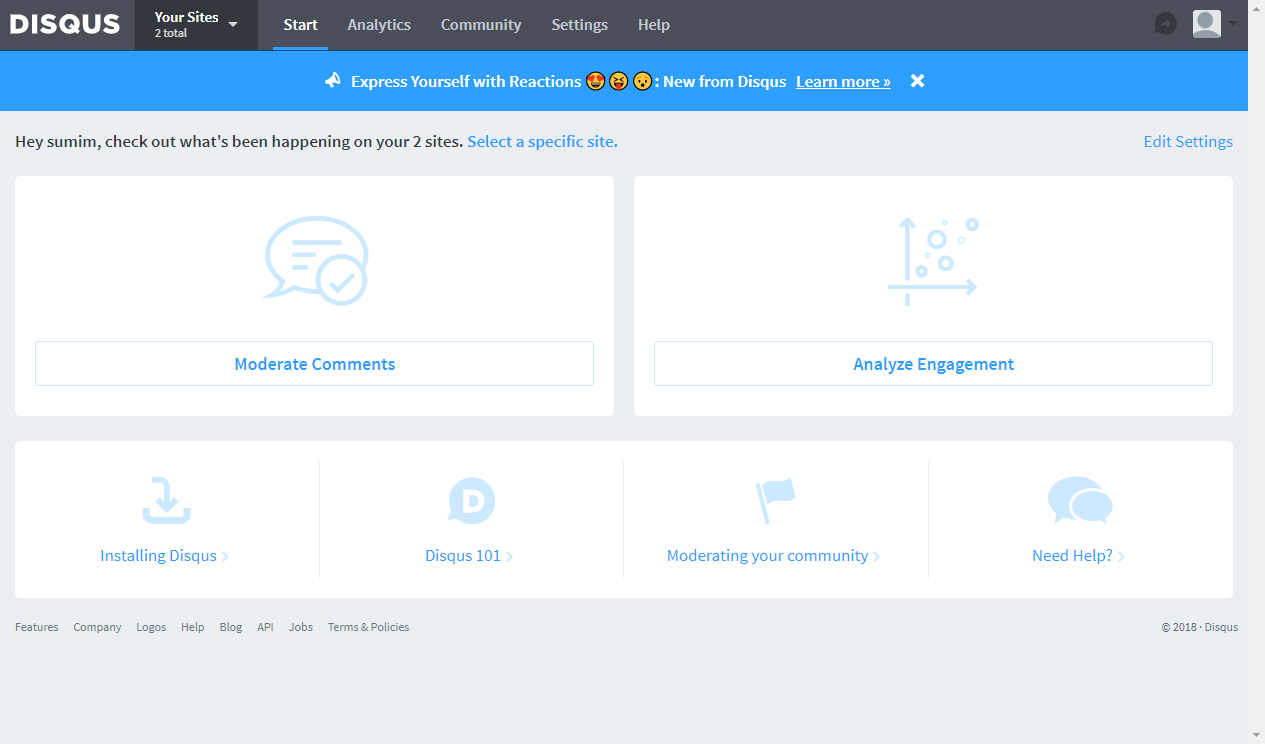 DISQUS
Your Sites
2 total
Start
Analytics
Community
Settings
Help
Express Yourself with Reactions 😍😝😮: New from Disqus Learn more »
Hey sumim, check out what's been happening on your 2 sites. Select a specific site.
Edit Settings
Moderate Comments
Analyze Engagement
D
Installing Disqus
Disqus 101
Moderating your community
Need Help?
Features Company Logos Help Blog API Jobs Terms & Policies
© 2018 · Disqus